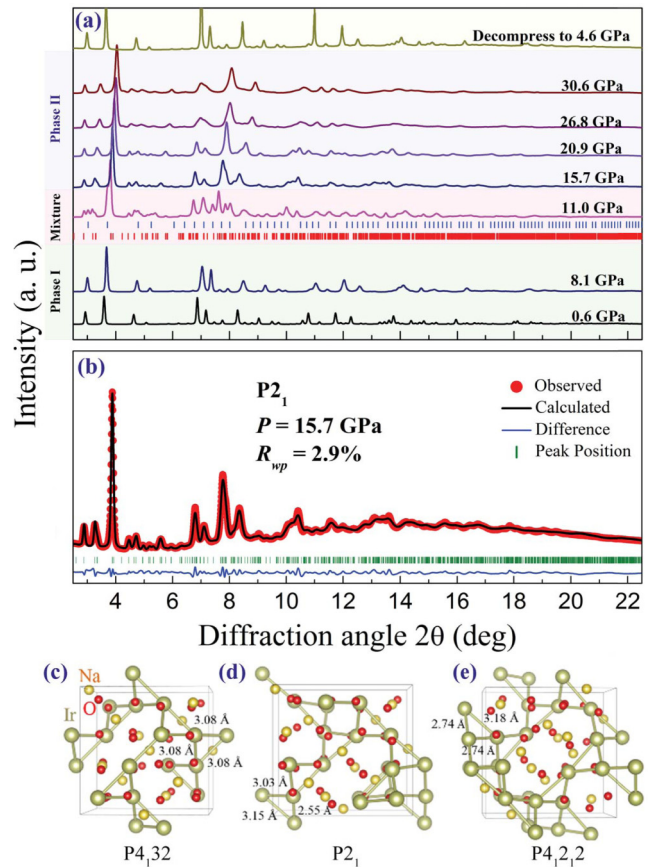 (a)
Decompress to 4.6 GPa
Phase II
30.6 GPa
26.8 GPa
20.9 GPa
15.7 GPa
Mixture
11.0 GPa
Phase I
8.1 GPa
0.6 GPa
Intensity (a. u.)
(b)
P2₁
P = 15.7 GPa
R_wp = 2.9%
Observed
Calculated
Difference
Peak Position
4 6 8 10 12 14 16 18 20 22
Diffraction angle 2θ (deg)
(c) Na
Ir O
3.08 Å
3.08 Å
3.08 Å
P4₁32
(d)
3.03 Å
3.15 Å
2.55 Å
P2₁
(e)
2.74 Å
3.18 Å
2.74 Å
P4₁2₁2